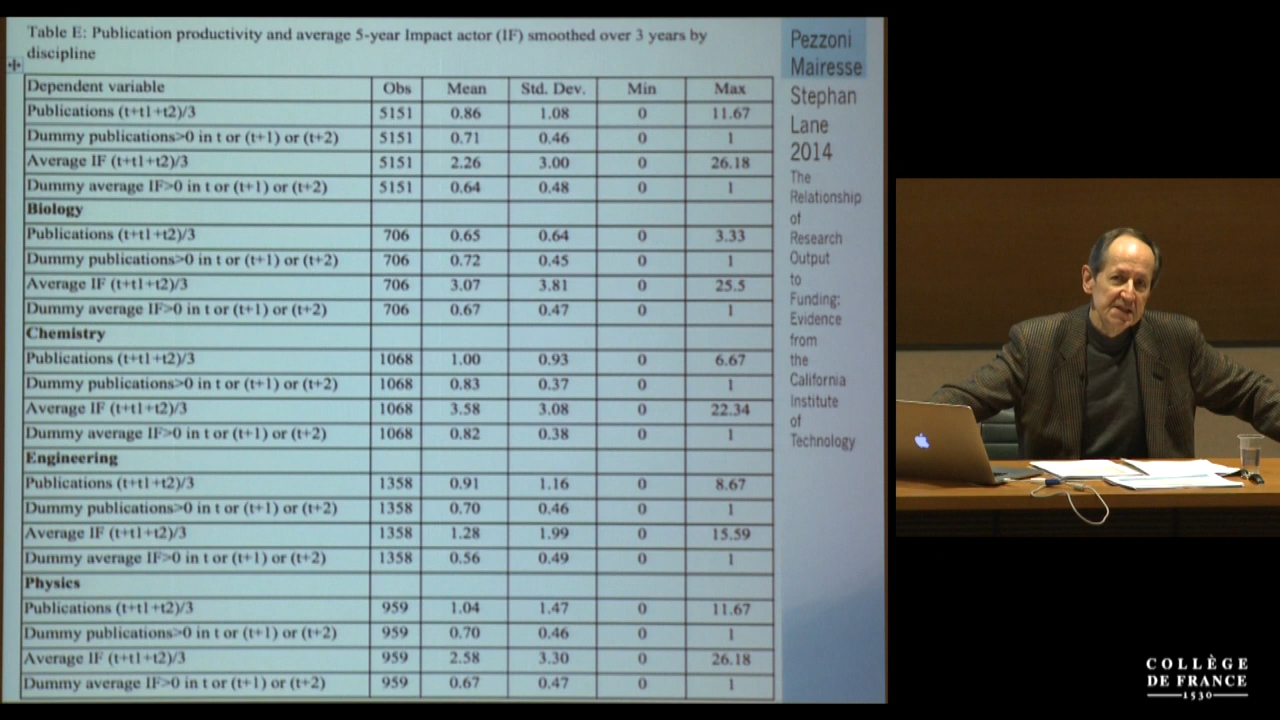 Table E: Publication productivity and average 5-year Impact actor (IF) smoothed over 3 years by
discipline
Dependent variable Obs Mean Std. Dev. Min Max
Publications (t+t1+t2)/3 5151 0.86 1.08 0 11.67
Dummy publications>0 in t or (t+1) or (t+2) 5151 0.71 0.46 0 1
Average IF (t+t1+t2)/3 5151 2.26 3.00 0 26.18
Dummy average IF>0 in t or (t+1) or (t+2) 5151 0.64 0.48 0 1
Biology
Publications (t+t1+t2)/3 706 0.65 0.64 0 3.33
Dummy publications>0 in t or (t+1) or (t+2) 706 0.72 0.45 0 1
Average IF (t+t1+t2)/3 706 3.07 3.81 0 25.5
Dummy average IF>0 in t or (t+1) or (t+2) 706 0.67 0.47 0 1
Chemistry
Publications (t+t1+t2)/3 1068 1.00 0.93 0 6.67
Dummy publications>0 in t or (t+1) or (t+2) 1068 0.83 0.37 0 1
Average IF (t+t1+t2)/3 1068 3.58 3.08 0 22.34
Dummy average IF>0 in t or (t+1) or (t+2) 1068 0.82 0.38 0 1
Engineering
Publications (t+t1+t2)/3 1358 0.91 1.16 0 8.67
Dummy publications>0 in t or (t+1) or (t+2) 1358 0.70 0.46 0 1
Average IF (t+t1+t2)/3 1358 1.28 1.99 0 15.59
Dummy average IF>0 in t or (t+1) or (t+2) 1358 0.56 0.49 0 1
Physics
Publications (t+t1+t2)/3 959 1.04 1.47 0 11.67
Dummy publications>0 in t or (t+1) or (t+2) 959 0.70 0.46 0 1
Average IF (t+t1+t2)/3 959 2.58 3.30 0 26.18
Dummy average IF>0 in t or (t+1) or (t+2) 959 0.67 0.47 0 1
Pezzoni
Mairesse
Stephan
Lane
2014
The
Relationship
of
Research
Output
to
Funding:
Evidence
from
the
California
Institute
of
Technology
COLLÈGE
DE FRANCE
1530